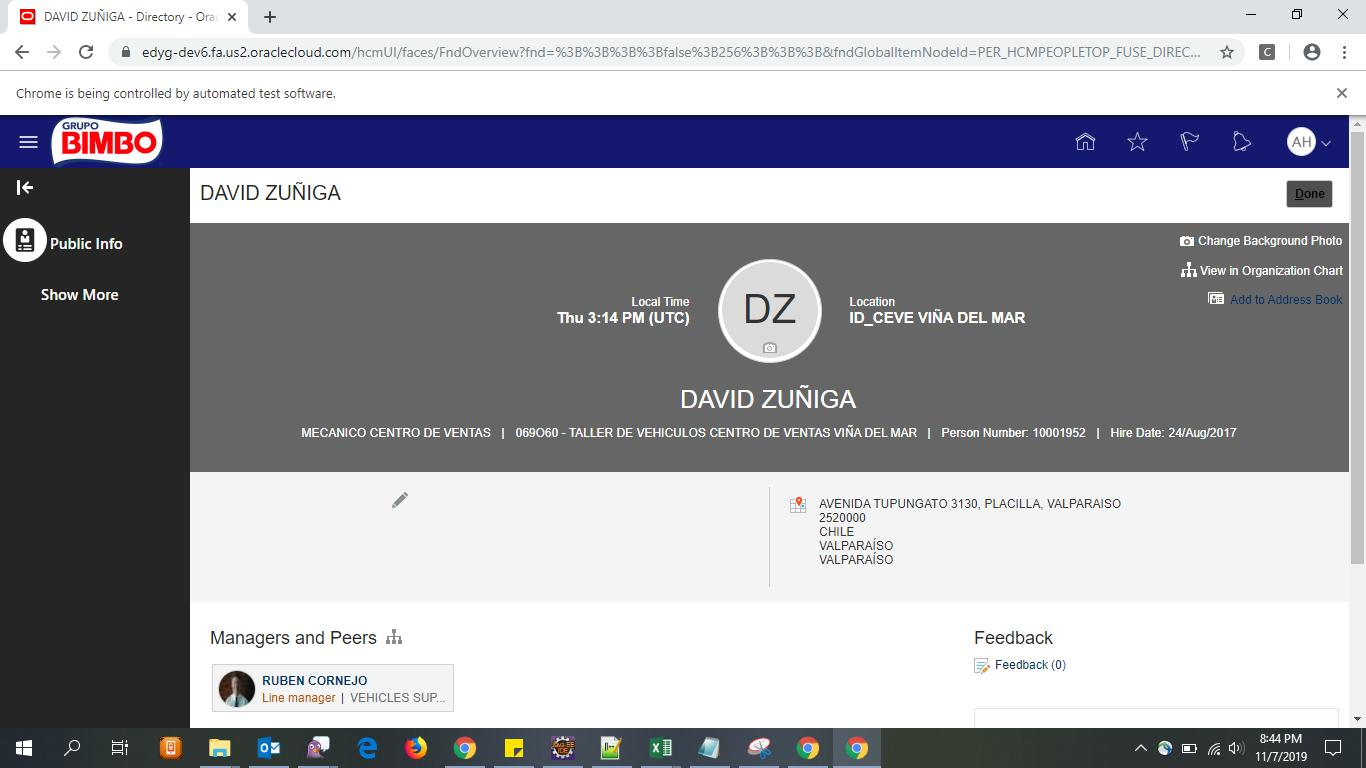 DAVID ZUÑIGA - Directory - Orac
edyg-dev6.fa.us2.oraclecloud.com/hcmUI/faces/FndOverview?fnd=%3B%3B%3B%3Bfalse%3B256%3B%3B%3B&fndGlobalItemNodeId=PER_HCMPEOPLETOP_FUSE_DIREC...
C
Chrome is being controlled by automated test software.
GRUPO
BIMBO
AH
DAVID ZUÑIGA
Done
Public Info
Show More
Change Background Photo
View in Organization Chart
Add to Address Book
Local Time
Thu 3:14 PM (UTC)
DZ
Location
ID_CEVE VIÑA DEL MAR
DAVID ZUÑIGA
MECANICO CENTRO DE VENTAS | 069O60 - TALLER DE VEHICULOS CENTRO DE VENTAS VIÑA DEL MAR | Person Number: 10001952 | Hire Date: 24/Aug/2017
AVENIDA TUPUNGATO 3130, PLACILLA, VALPARAISO
2520000
CHILE
VALPARAÍSO
VALPARAÍSO
Managers and Peers
RUBEN CORNEJO
Line manager | VEHICLES SUP...
Feedback
Feedback (0)
8:44 PM
11/7/2019